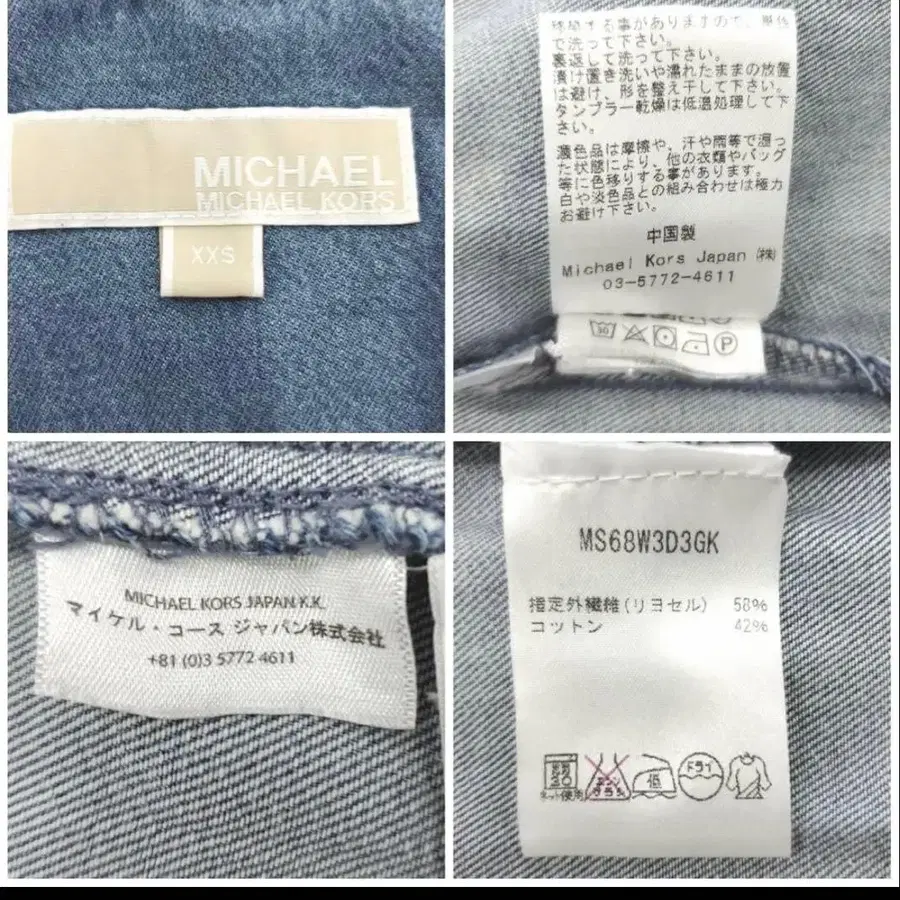 MICHAEL
MICHAEL KORS
XXS
移染する事がありますので、単独
で洗って下さい。
裏返して洗って下さい。
漬け置き洗いや濡れたままの放置
は避け、形を整え干して下さい。
タンブラー乾燥は低温処理して下
さい。
濃色品は摩擦や、汗や雨等で湿っ
た状態により、他の衣類やバッグ
等に色移りする事があります。
白や淡色品との組み合わせは極力
お避け下さい。
中国製
Michael Kors Japan ㈱
03-5772-4611
30 P
MICHAEL KORS JAPAN K.K.
マイケル・コース ジャパン株式会社
+81 (0)3 5772 4611
MS68W3D3GK
指定外繊維(リヨセル) 58%
コットン 42%
低 ドライ
ネット使用